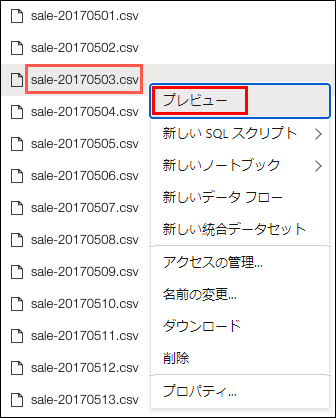 sale-20170501.csv
sale-20170502.csv
sale-20170503.csv
sale-20170504.csv
sale-20170505.csv
sale-20170506.csv
sale-20170507.csv
sale-20170508.csv
sale-20170509.csv
sale-20170510.csv
sale-20170511.csv
sale-20170512.csv
sale-20170513.csv
プレビュー
新しい SQL スクリプト
新しいノートブック
新しいデータ フロー
新しい統合データセット
アクセスの管理...
名前の変更...
ダウンロード
削除
プロパティ...